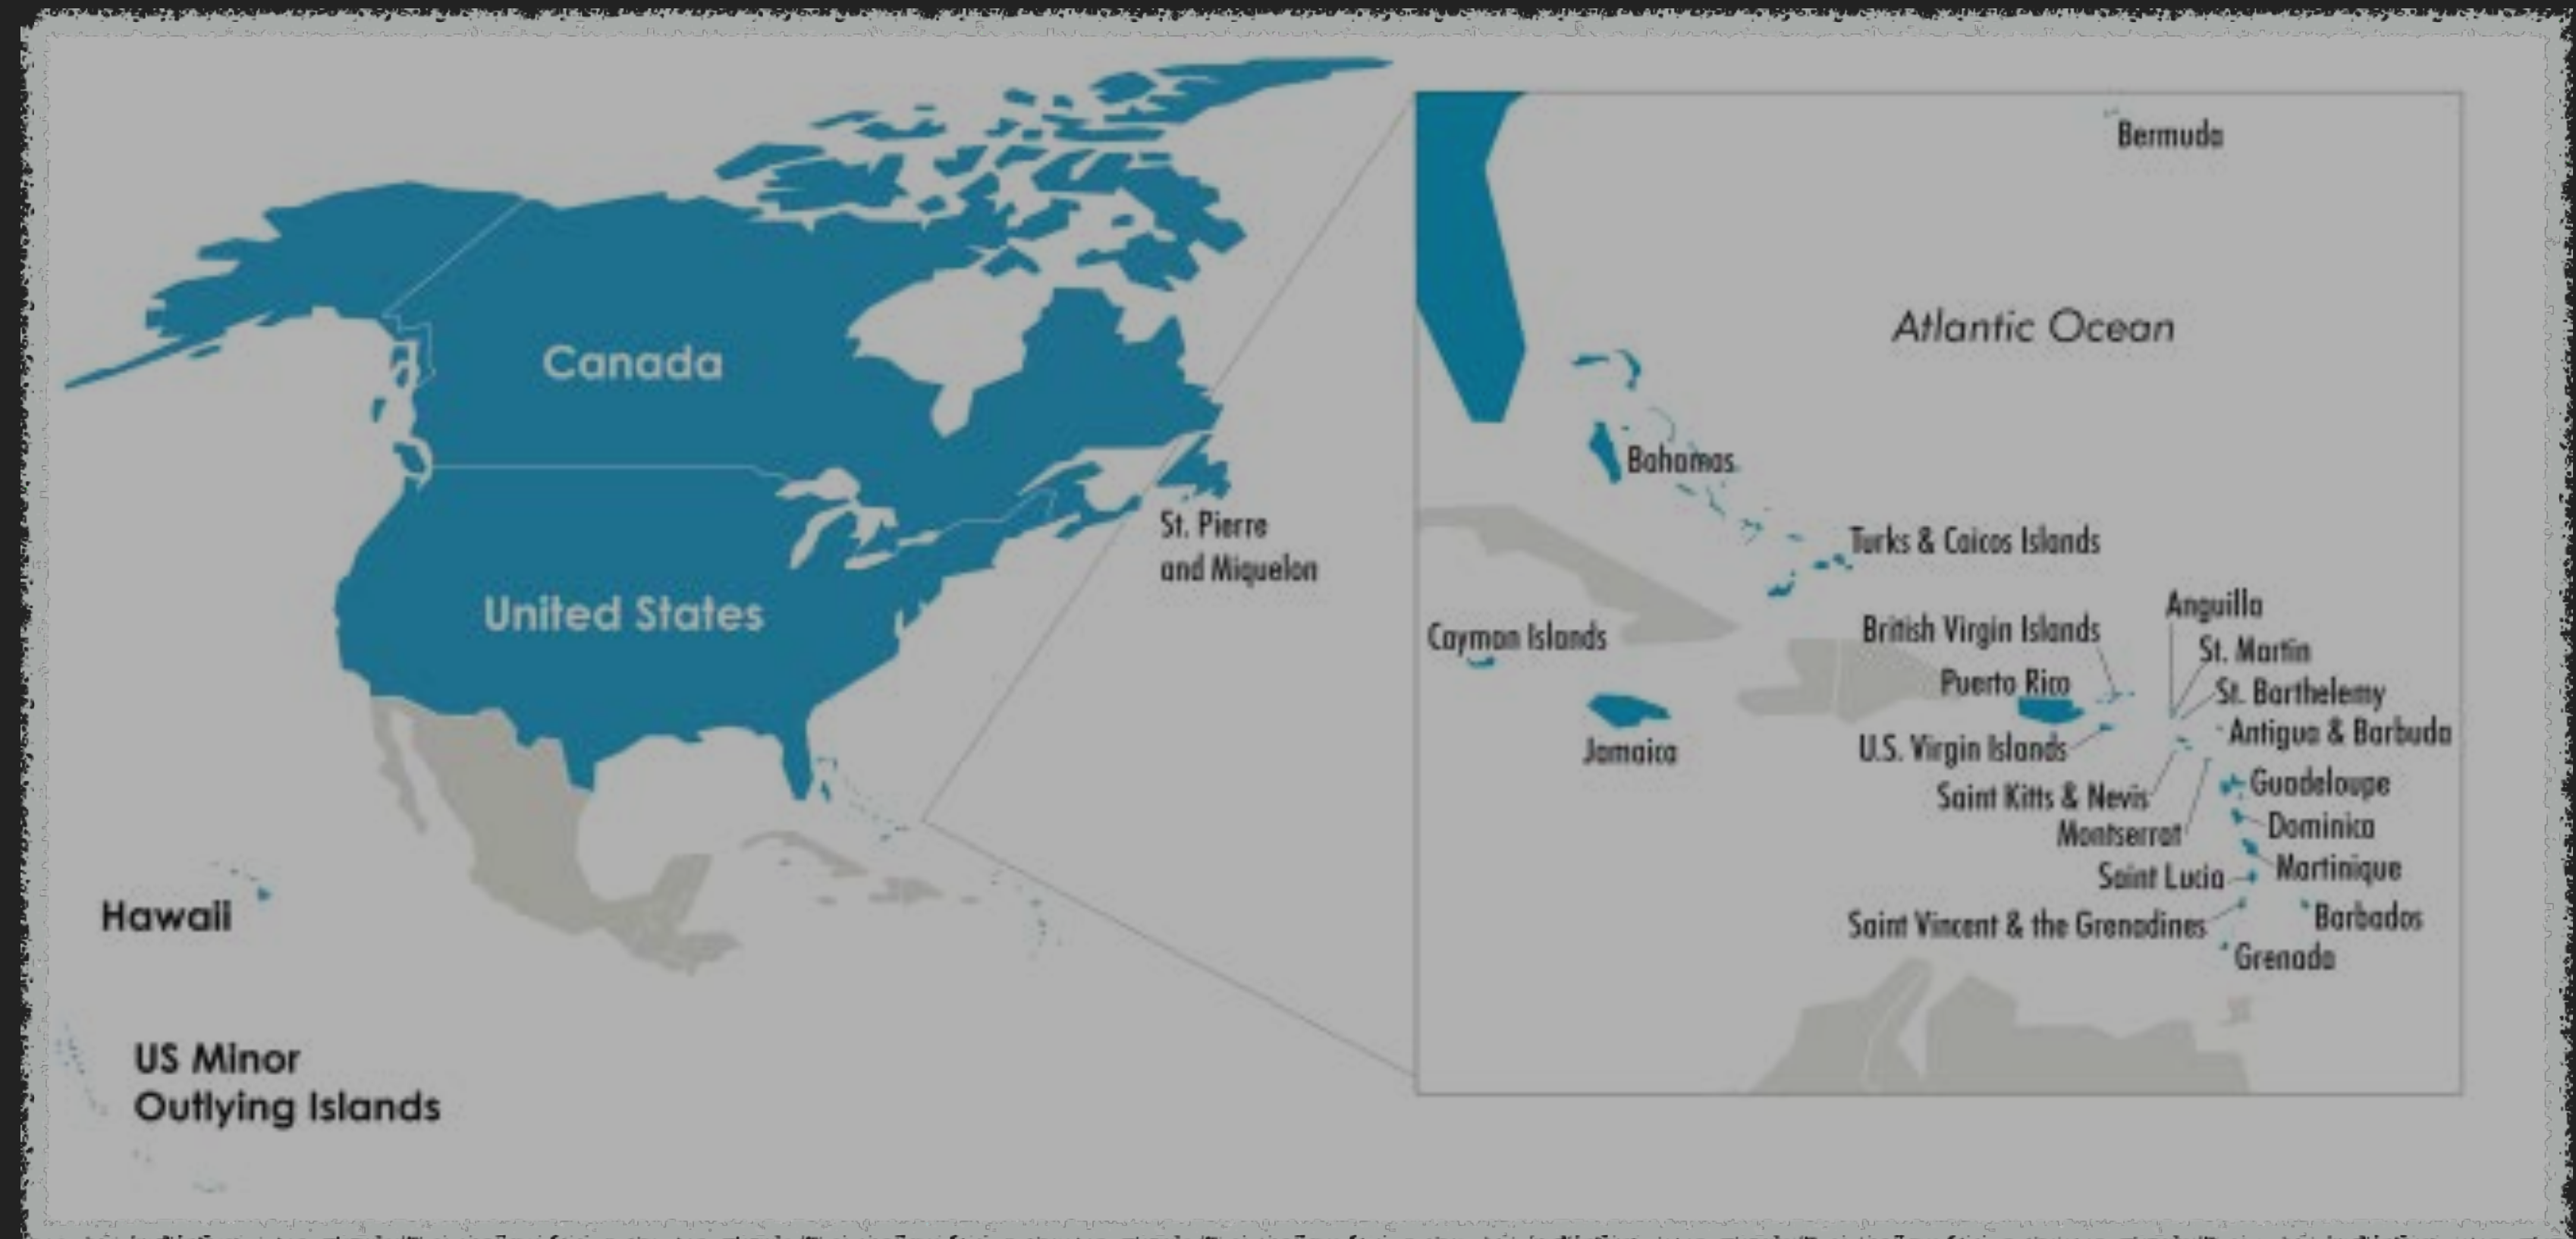 Canada
United States
St. Pierre
and Miquelon
Hawaii
US Minor
Outlying Islands
Bermuda
Atlantic Ocean
Bahamas
Turks & Caicos Islands
Cayman Islands
Jamaica
British Virgin Islands
Puerto Rico
U.S. Virgin Islands
Anguilla
St. Martin
St. Barthelemy
Antigua & Barbuda
Saint Kitts & Nevis
Montserrat
Guadeloupe
Dominica
Martinique
Saint Lucia
Saint Vincent & the Grenadines
Barbados
Grenada